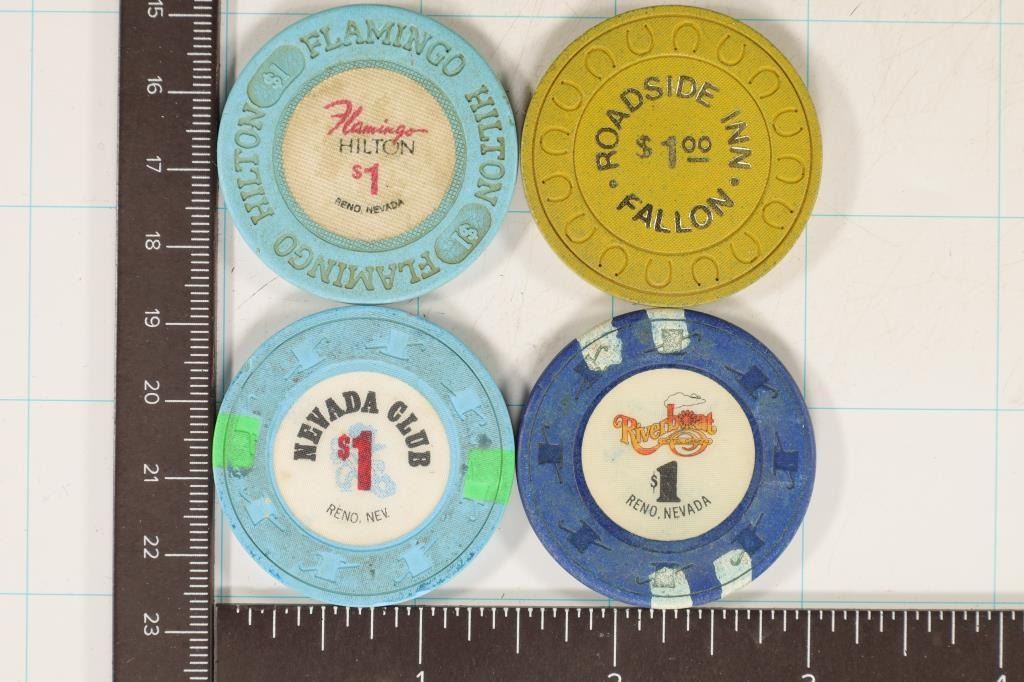 FLAMINGO
HILTON
$1
FLAMINGO
HILTON
$1
Flamingo
HILTON
$1
RENO, NEVADA
ROADSIDE INN
$1.00
FALLON
NEVADA CLUB
$1
RENO, NEV.
Riverboat
$1
RENO, NEVADA
15
16
17
18
19
20
21
22
23
1
2
3
4